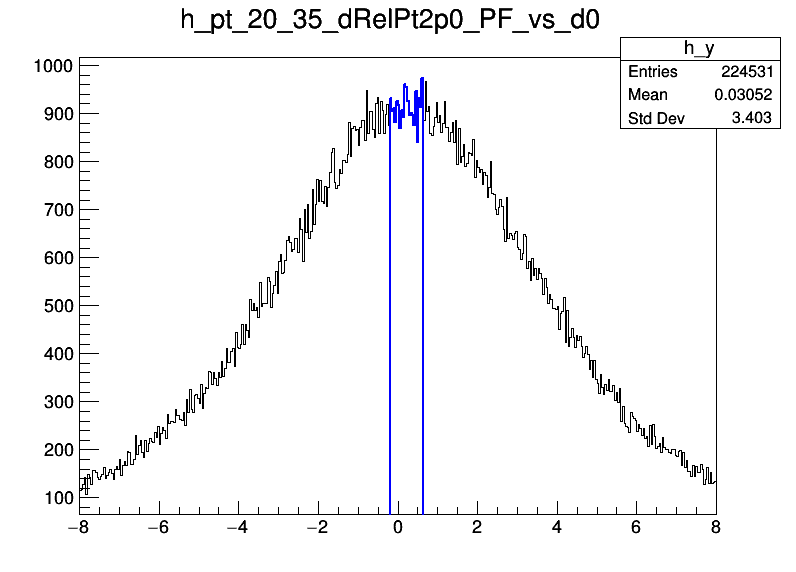 h_pt_20_35_dRelPt2p0_PF_vs_d0
h_y
Entries 224531
Mean 0.03052
Std Dev 3.403
1000
900
800
700
600
500
400
300
200
100
−8 −6 −4 −2 0 2 4 6 8